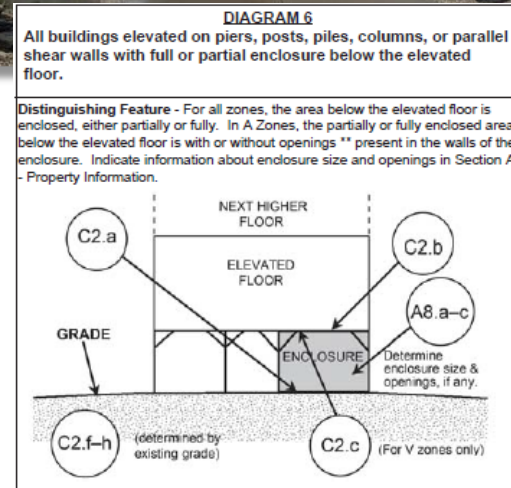 DIAGRAM 6
All buildings elevated on piers, posts, piles, columns, or parallel
shear walls with full or partial enclosure below the elevated
floor.
Distinguishing Feature - For all zones, the area below the elevated floor is
enclosed, either partially or fully. In A Zones, the partially or fully enclosed area
below the elevated floor is with or without openings ** present in the walls of the
enclosure. Indicate information about enclosure size and openings in Section A
- Property Information.
NEXT HIGHER
FLOOR
C2.a
C2.b
ELEVATED
FLOOR
A8.a–c
GRADE
ENCLOSURE
Determine
enclosure size &
openings, if any.
C2.f–h
(determined by
existing grade)
C2.c
(For V zones only)